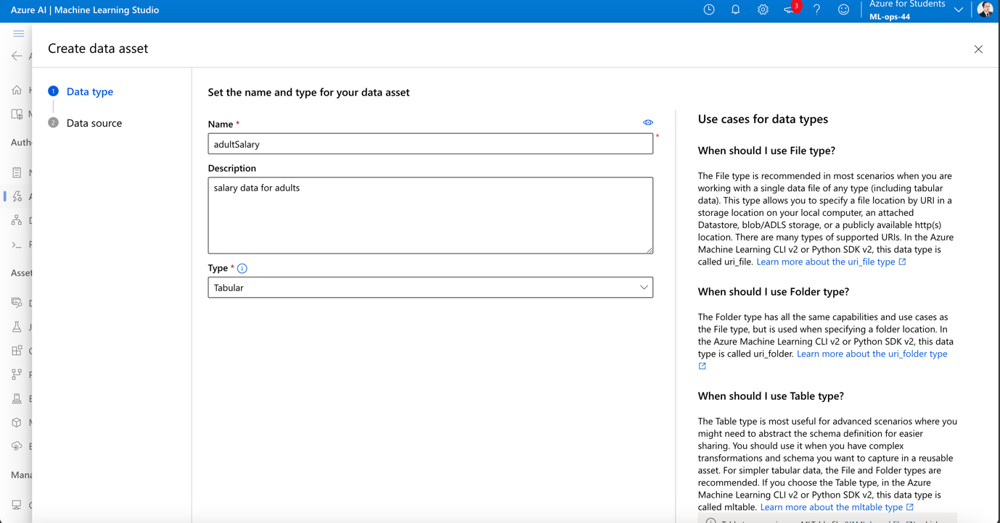 Azure AI | Machine Learning Studio
3
Azure for Students
ML-ops-44
Create data asset
1 Data type
2 Data source
Auth
Asset
Mana
Set the name and type for your data asset
Name *
adultSalary
*
Description
salary data for adults
Type *
Tabular
Use cases for data types
When should I use File type?
The File type is recommended in most scenarios when you are
working with a single data file of any type (including tabular
data). This type allows you to specify a file location by URI in a
storage location on your local computer, an attached
Datastore, blob/ADLS storage, or a publicly available http(s)
location. There are many types of supported URIs. In the Azure
Machine Learning CLI v2 or Python SDK v2, this data type is
called uri_file. Learn more about the uri_file type
When should I use Folder type?
The Folder type has all the same capabilities and use cases as
the File type, but is used when specifying a folder location. In
the Azure Machine Learning CLI v2 or Python SDK v2, this data
type is called uri_folder. Learn more about the uri_folder type
When should I use Table type?
The Table type is most useful for advanced scenarios where you
might need to abstract the schema definition for easier
sharing. You should use it when you have complex
transformations and schema you want to capture in a reusable
asset. For simpler tabular data, the File and Folder types are
recommended. If you choose the Table type, in the Azure
Machine Learning CLI v2 or Python SDK v2, this data type is
called mltable. Learn more about the mltable type